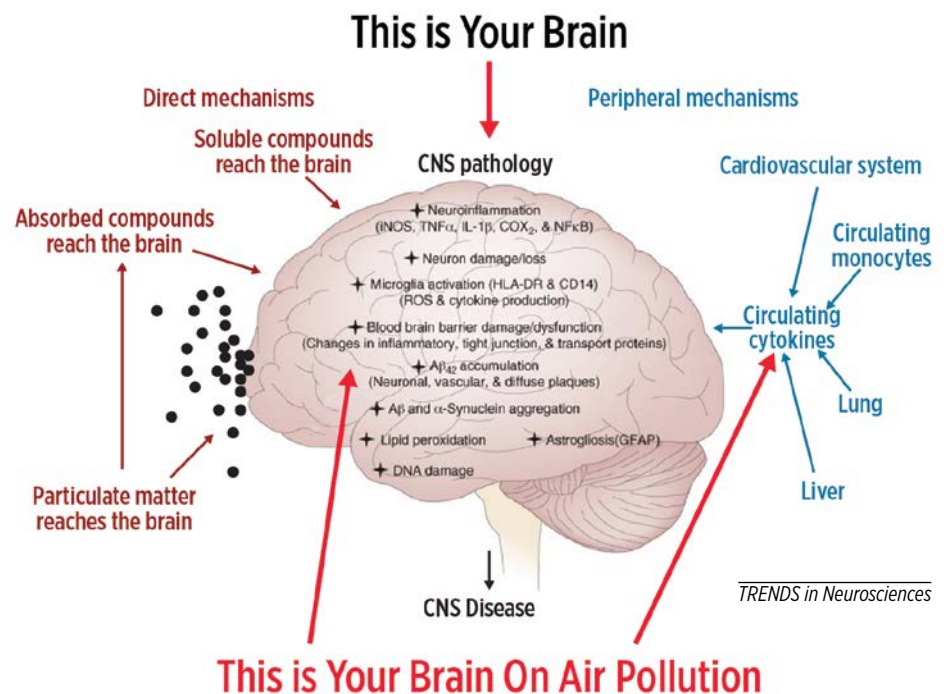 This is Your Brain
Direct mechanisms
Peripheral mechanisms
Soluble compounds
reach the brain
Absorbed compounds
reach the brain
Particulate matter
reaches the brain
CNS pathology
Neuroinflammation
(iNOS, TNFα, IL-1β, COX₂, & NFκB)
Neuron damage/loss
Microglia activation (HLA-DR & CD14)
(ROS & cytokine production)
Blood brain barrier damage/dysfunction
(Changes in inflammatory, tight junction, & transport proteins)
Aβ₄₂ accumulation
(Neuronal, vascular, & diffuse plaques)
Aβ and α-Synuclein aggregation
Lipid peroxidation
Astrogliosis(GFAP)
DNA damage
CNS Disease
Cardiovascular system
Circulating
monocytes
Circulating
cytokines
Lung
Liver
TRENDS in Neurosciences
This is Your Brain On Air Pollution